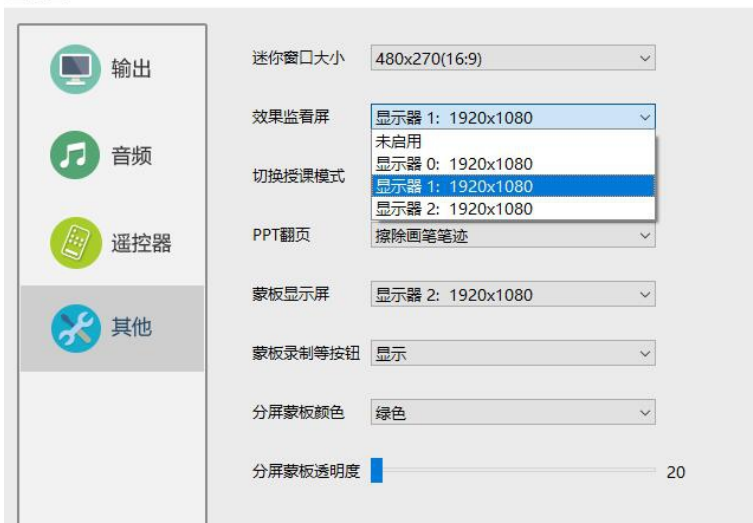 输出
音频
遥控器
其他
迷你窗口大小 480x270(16:9)
效果监看屏 显示器 1: 1920x1080
未启用
显示器 0: 1920x1080
显示器 1: 1920x1080
显示器 2: 1920x1080
切换授课模式
PPT翻页 擦除画笔笔迹
蒙板显示屏 显示器 2: 1920x1080
蒙板录制等按钮 显示
分屏蒙板颜色 绿色
分屏蒙板透明度 20